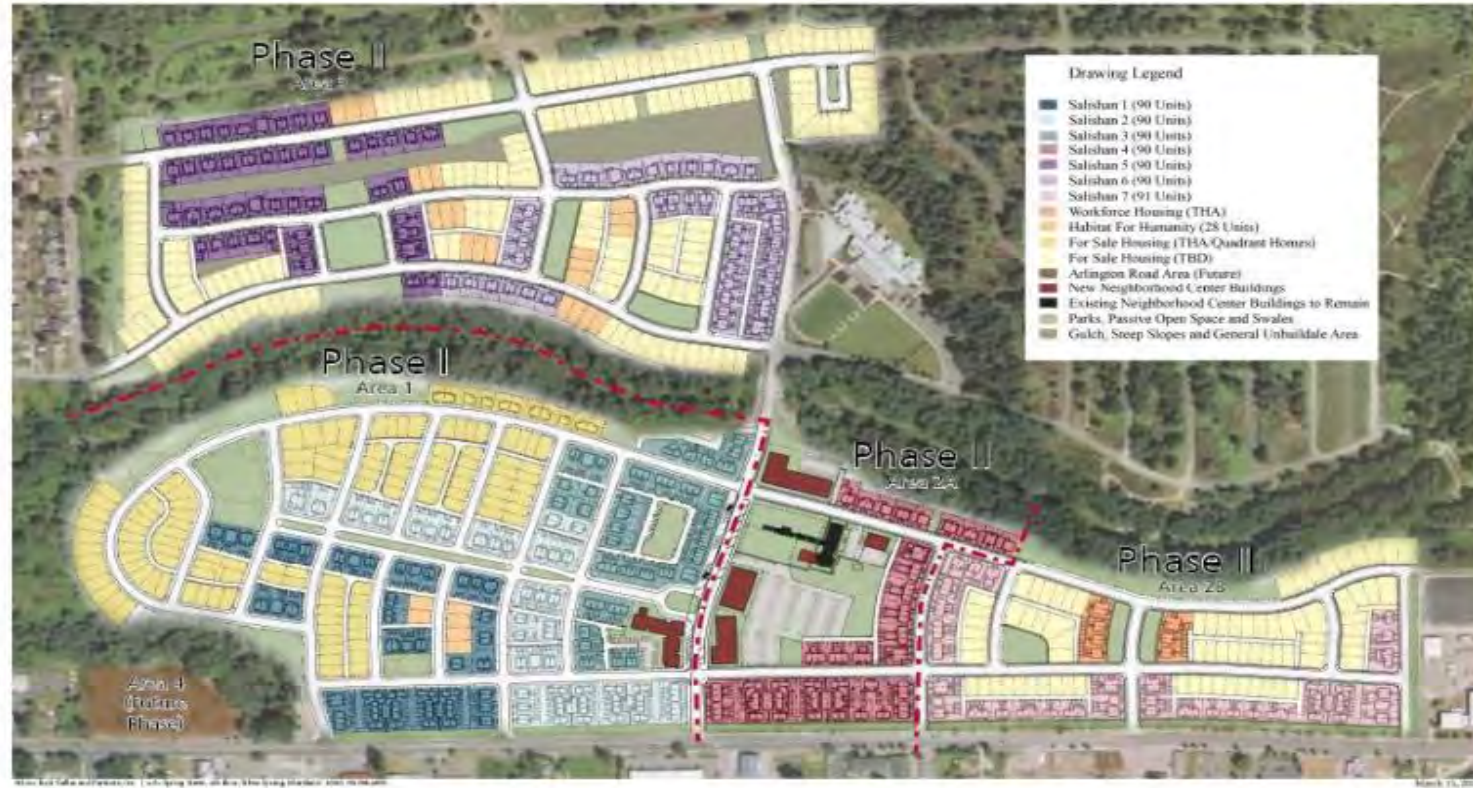 Phase II
Area 3
Drawing Legend
Salishan 1 (90 Units)
Salishan 2 (90 Units)
Salishan 3 (90 Units)
Salishan 4 (90 Units)
Salishan 5 (90 Units)
Salishan 6 (90 Units)
Salishan 7 (91 Units)
Workforce Housing (THA)
Habitat For Humanity (28 Units)
For Sale Housing (THA/Quadrant Homes)
For Sale Housing (TBD)
Arlington Road Area (Future)
New Neighborhood Center Buildings
Existing Neighborhood Center Buildings to Remain
Parks, Passive Open Space and Swales
Gulch, Steep Slopes and General Unbuildale Area
Phase I
Area 1
Phase II
Area 2A
Phase II
Area 2B
Area 4
(Future
Phase)
March